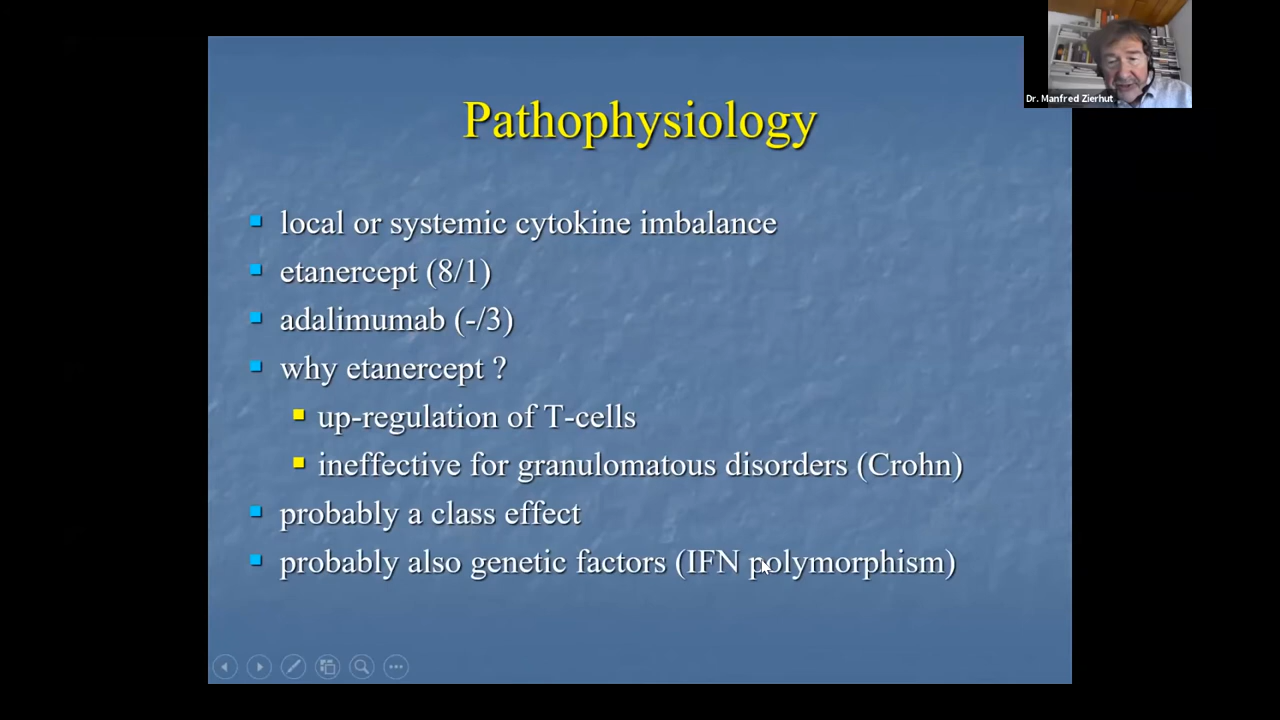 Dr. Manfred Zierhut
Pathophysiology
local or systemic cytokine imbalance
etanercept (8/1)
adalimumab (-/3)
why etanercept ?
up-regulation of T-cells
ineffective for granulomatous disorders (Crohn)
probably a class effect
probably also genetic factors (IFN polymorphism)